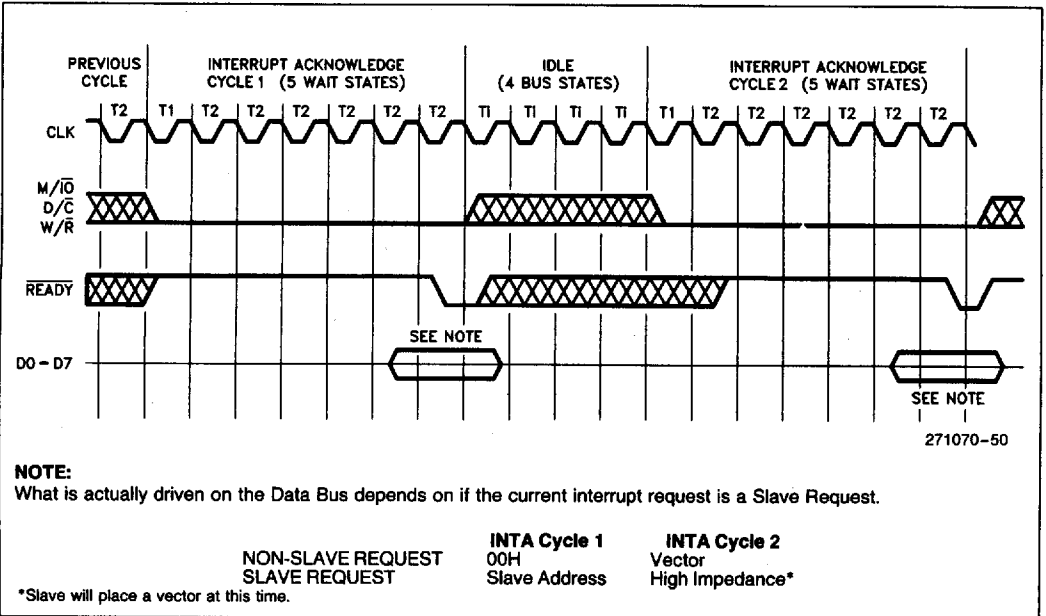 PREVIOUS CYCLE
INTERRUPT ACKNOWLEDGE
CYCLE 1 (5 WAIT STATES)
IDLE
(4 BUS STATES)
INTERRUPT ACKNOWLEDGE
CYCLE 2 (5 WAIT STATES)
T2 T1 T2 T2 T2 T2 T2 T2 Ti Ti Ti Ti T1 T2 T2 T2 T2 T2 T2
CLK
M/I̅O̅
D/C̅
W/R̅
R̅E̅A̅D̅Y̅
SEE NOTE
D0 – D7
SEE NOTE
271070–50
NOTE:
What is actually driven on the Data Bus depends on if the current interrupt request is a Slave Request.
INTA Cycle 1 INTA Cycle 2
NON-SLAVE REQUEST 00H Vector
SLAVE REQUEST Slave Address High Impedance*
*Slave will place a vector at this time.